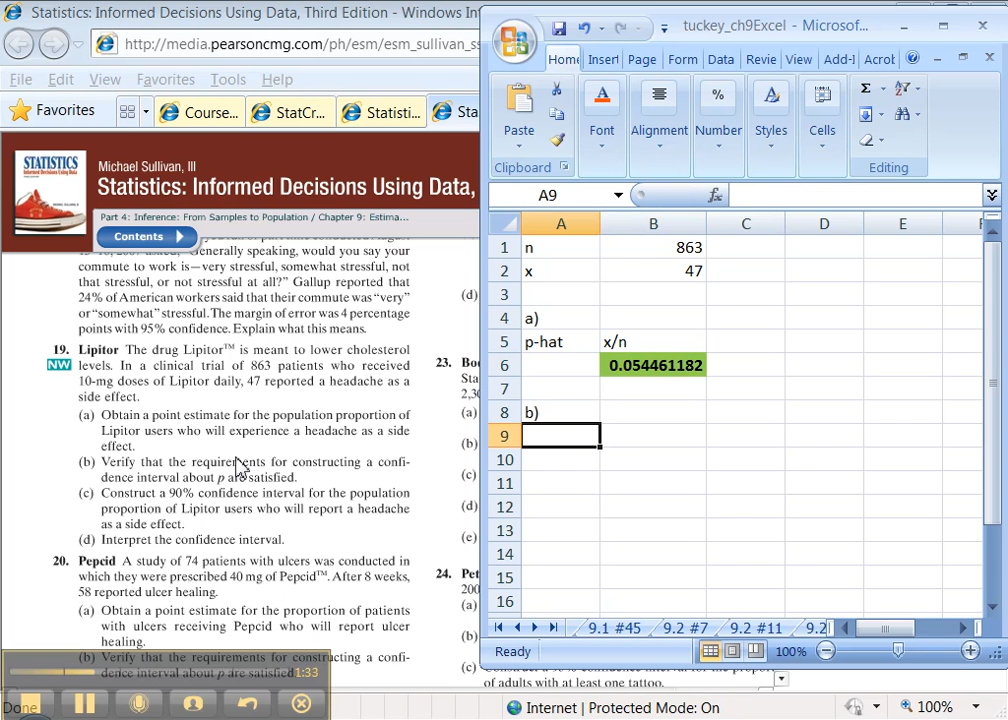 Statistics: Informed Decisions Using Data, Third Edition - Windows Int
http://media.pearsoncmg.com/ph/esm/esm_sullivan_ss
File Edit View Favorites Tools Help
Favorites
Course...
StatCr...
Statisti...
Sta
STATISTICS
Michael Sullivan, III
Statistics: Informed Decisions Using Data,
Part 4: Inference: From Samples to Population / Chapter 9: Estima...
Contents
2007 asked, "Generally speaking, would you say your
commute to work is—very stressful, somewhat stressful, not
that stressful, or not stressful at all?" Gallup reported that
24% of American workers said that their commute was "very"
or "somewhat" stressful. The margin of error was 4 percentage
points with 95% confidence. Explain what this means.
19. Lipitor The drug Lipitor™ is meant to lower cholesterol
NW levels. In a clinical trial of 863 patients who received
10-mg doses of Lipitor daily, 47 reported a headache as a
side effect.
(a) Obtain a point estimate for the population proportion of
Lipitor users who will experience a headache as a side
effect.
(b) Verify that the requirements for constructing a confi-
dence interval about p are satisfied.
(c) Construct a 90% confidence interval for the population
proportion of Lipitor users who will report a headache
as a side effect.
(d) Interpret the confidence interval.
20. Pepcid A study of 74 patients with ulcers was conducted in
which they were prescribed 40 mg of Pepcid™. After 8 weeks,
58 reported ulcer healing.
(a) Obtain a point estimate for the proportion of patients
with ulcers receiving Pepcid who will report ulcer
healing.
(b) Verify that the requirements for constructing a confi-
dence interval about p are satisfied
(d)
23. Bo
Sta
2,30
(a)
(b)
(c)
(d)
(e)
24. Pet
200
(a)
(b)
(c)
of adults with at least one tattoo.
1:33
Done
Internet | Protected Mode: On
100%
tuckey_ch9Excel - Microsof...
Home Insert Page Form Data Revie View Add-I Acrob
Paste
Font
Alignment
Number
Styles
Cells
Clipboard
Editing
A9
fx
A B C D E F
1 n 863
2 x 47
3
4 a)
5 p-hat x/n
6 0.054461182
7
8 b)
9
10
11
12
13
14
15
16
9.1 #45 9.2 #7 9.2 #11 9.2
Ready
100%